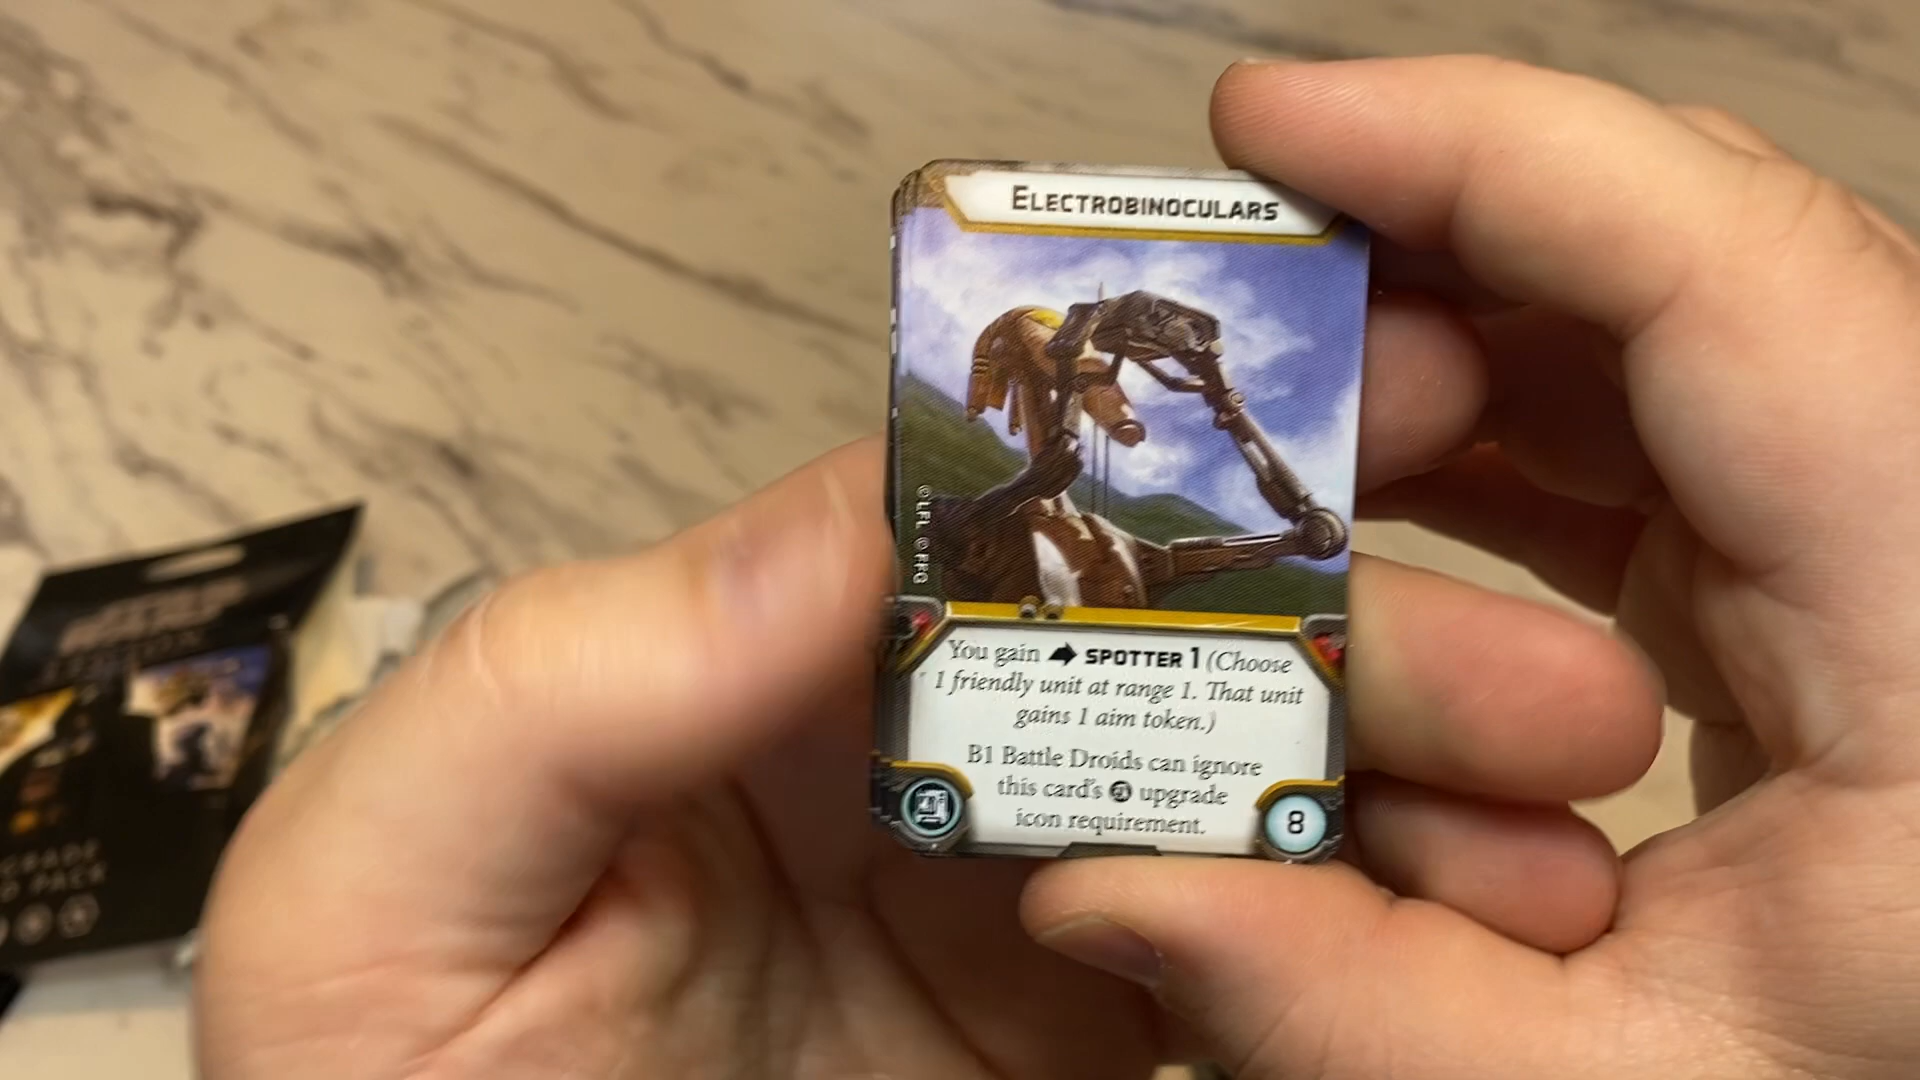 ELECTROBINOCULARS
©LFL ©FFG
You gain SPOTTER 1 (Choose
1 friendly unit at range 1. That unit
gains 1 aim token.)
B1 Battle Droids can ignore
this card's upgrade
icon requirement.
8